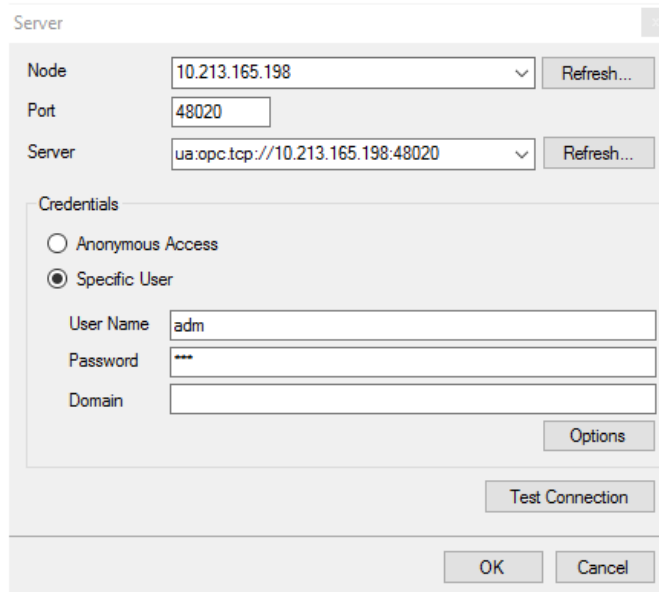 Server
Node 10.213.165.198 Refresh...
Port 48020
Server ua:opc.tcp://10.213.165.198:48020 Refresh...
Credentials
Anonymous Access
Specific User
User Name adm
Password ***
Domain
Options
Test Connection
OK Cancel